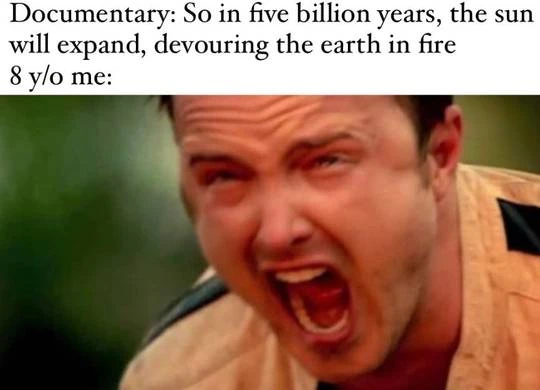 Documentary: So in five billion years, the sun
will expand, devouring the earth in fire
8 y/o me: